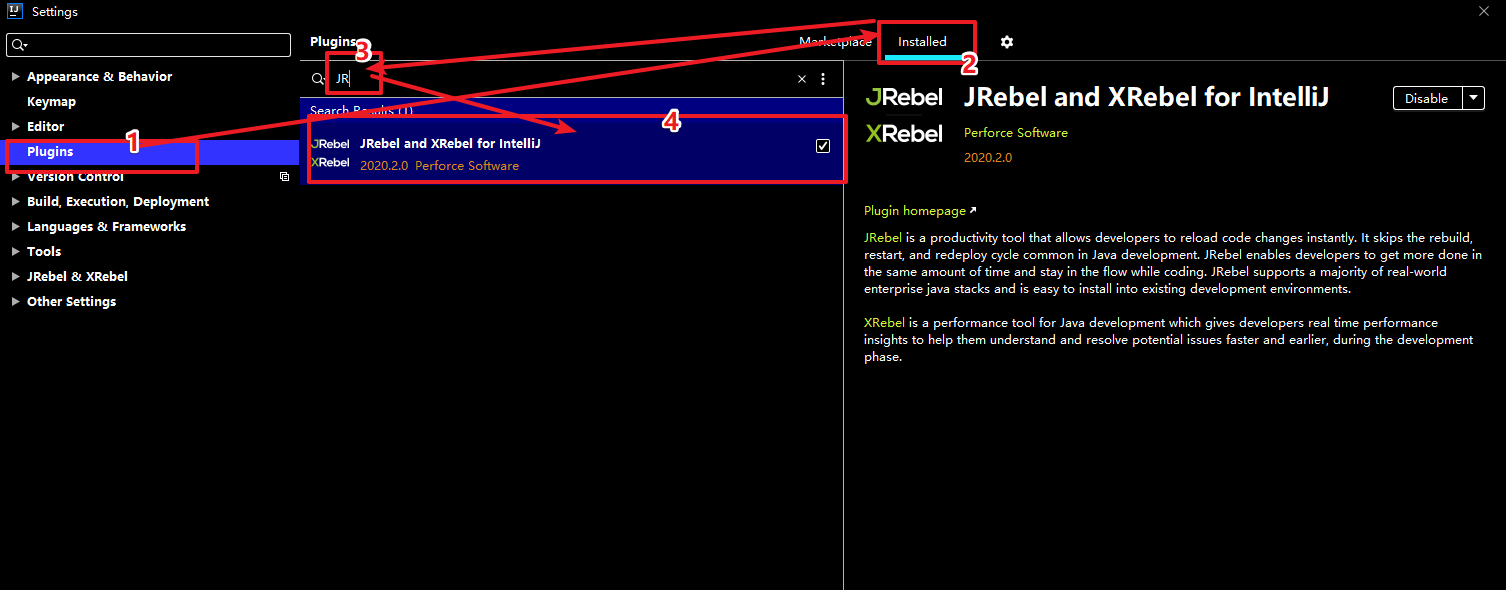 IJ
Settings
Appearance & Behavior
Keymap
Editor
Plugins
1
Version Control
Build, Execution, Deployment
Languages & Frameworks
Tools
JRebel & XRebel
Other Settings
Plugins
Marketplace
Installed
2
3
JR
Search Results (1)
4
JRebel
XRebel
JRebel and XRebel for IntelliJ
2020.2.0 Perforce Software
JRebel
XRebel
JRebel and XRebel for IntelliJ
Perforce Software
2020.2.0
Disable
Plugin homepage
JRebel is a productivity tool that allows developers to reload code changes instantly. It skips the rebuild,
restart, and redeploy cycle common in Java development. JRebel enables developers to get more done in
the same amount of time and stay in the flow while coding. JRebel supports a majority of real-world
enterprise java stacks and is easy to install into existing development environments.
XRebel is a performance tool for Java development which gives developers real time performance
insights to help them understand and resolve potential issues faster and earlier, during the development
phase.